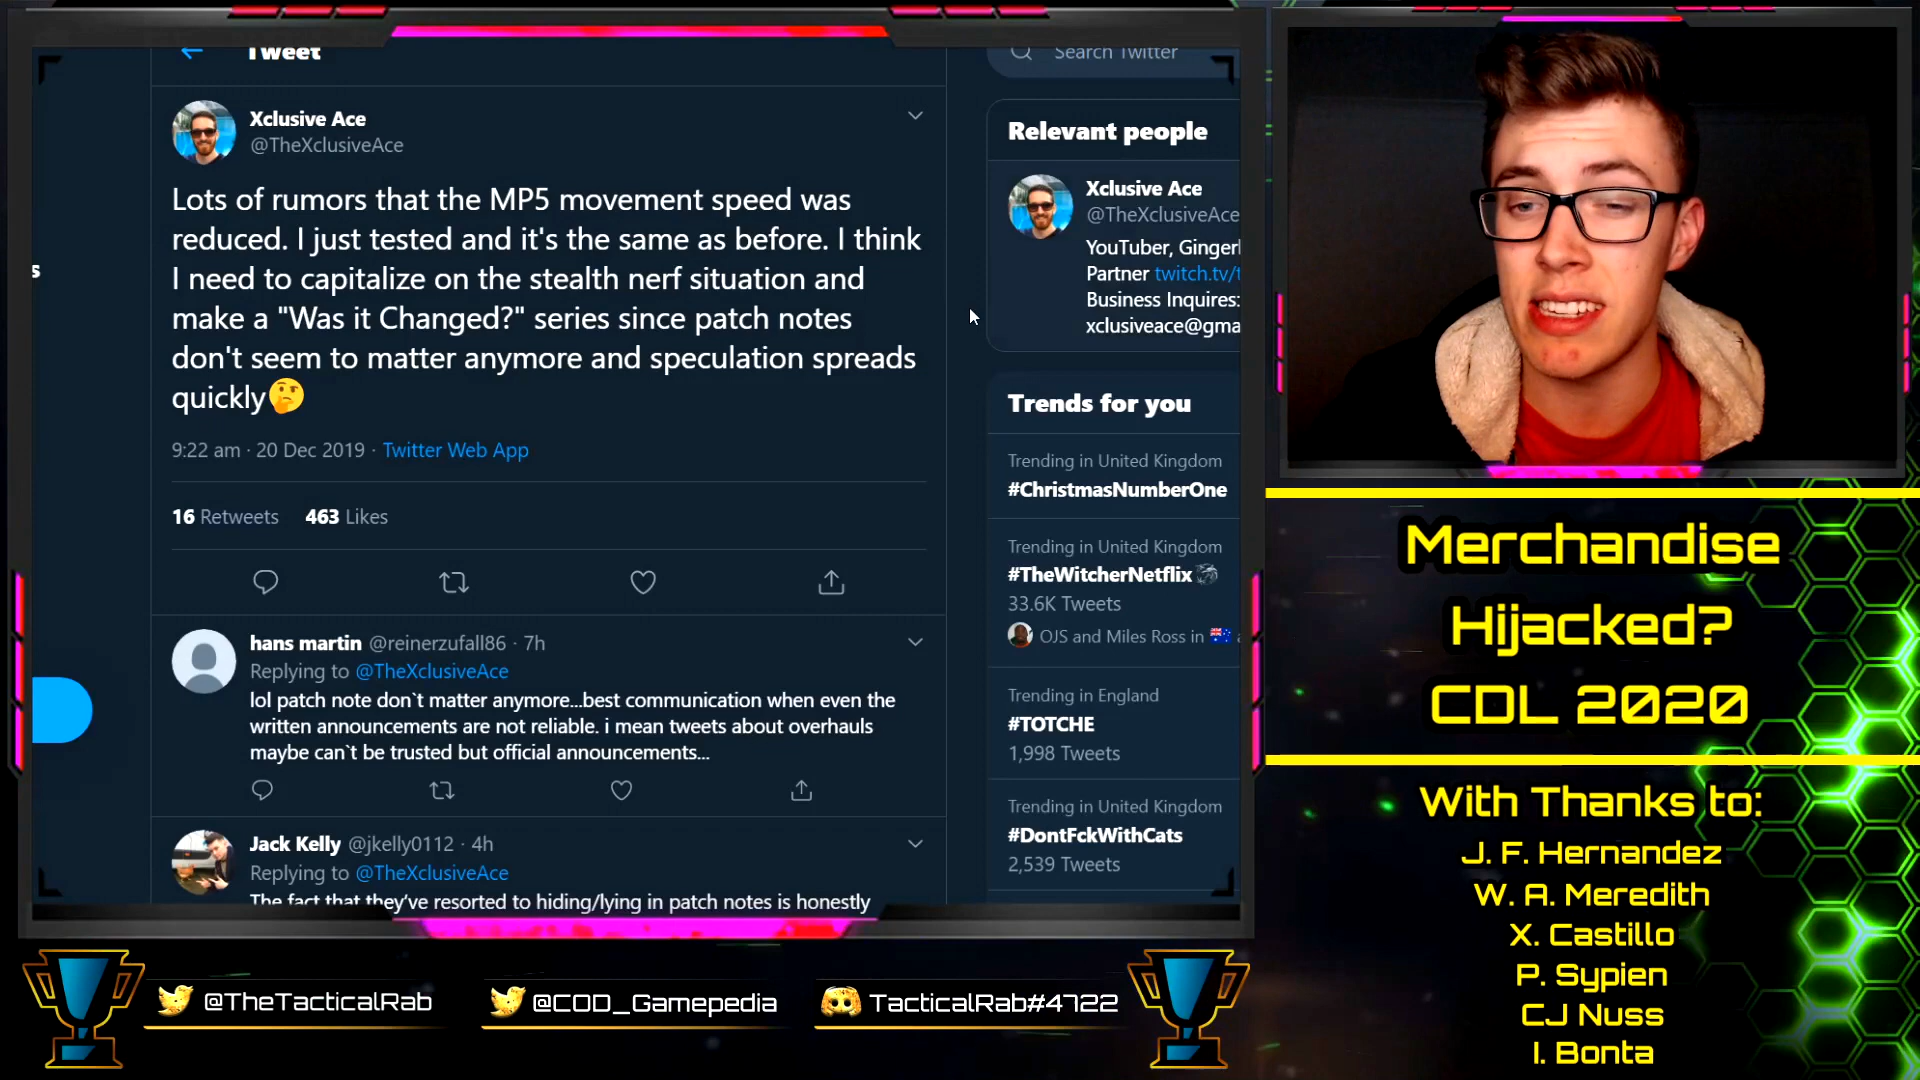 Tweet
Search Twitter
s
Xclusive Ace
@TheXclusiveAce
Lots of rumors that the MP5 movement speed was
reduced. I just tested and it's the same as before. I think
I need to capitalize on the stealth nerf situation and
make a "Was it Changed?" series since patch notes
don't seem to matter anymore and speculation spreads
quickly🤔
9:22 am · 20 Dec 2019 · Twitter Web App
16 Retweets 463 Likes
hans martin @reinerzufall86 · 7h
Replying to @TheXclusiveAce
lol patch note don`t matter anymore...best communication when even the
written announcements are not reliable. i mean tweets about overhauls
maybe can`t be trusted but official announcements...
Jack Kelly @jkelly0112 · 4h
Replying to @TheXclusiveAce
The fact that they've resorted to hiding/lying in patch notes is honestly
Relevant people
Xclusive Ace
@TheXclusiveAce
YouTuber, Ginger
Partner twitch.tv/t
Business Inquires:
xclusiveace@gma
Trends for you
Trending in United Kingdom
#ChristmasNumberOne
Trending in United Kingdom
#TheWitcherNetflix
33.6K Tweets
OJS and Miles Ross in 🇦🇺 a
Trending in England
#TOTCHE
1,998 Tweets
Trending in United Kingdom
#DontFckWithCats
2,539 Tweets
Merchandise
Hijacked?
CDL 2020
With Thanks to:
J. F. Hernandez
W. A. Meredith
X. Castillo
P. Sypien
CJ Nuss
I. Bonta
@TheTacticalRab
@COD_Gamepedia
TacticalRab#4722